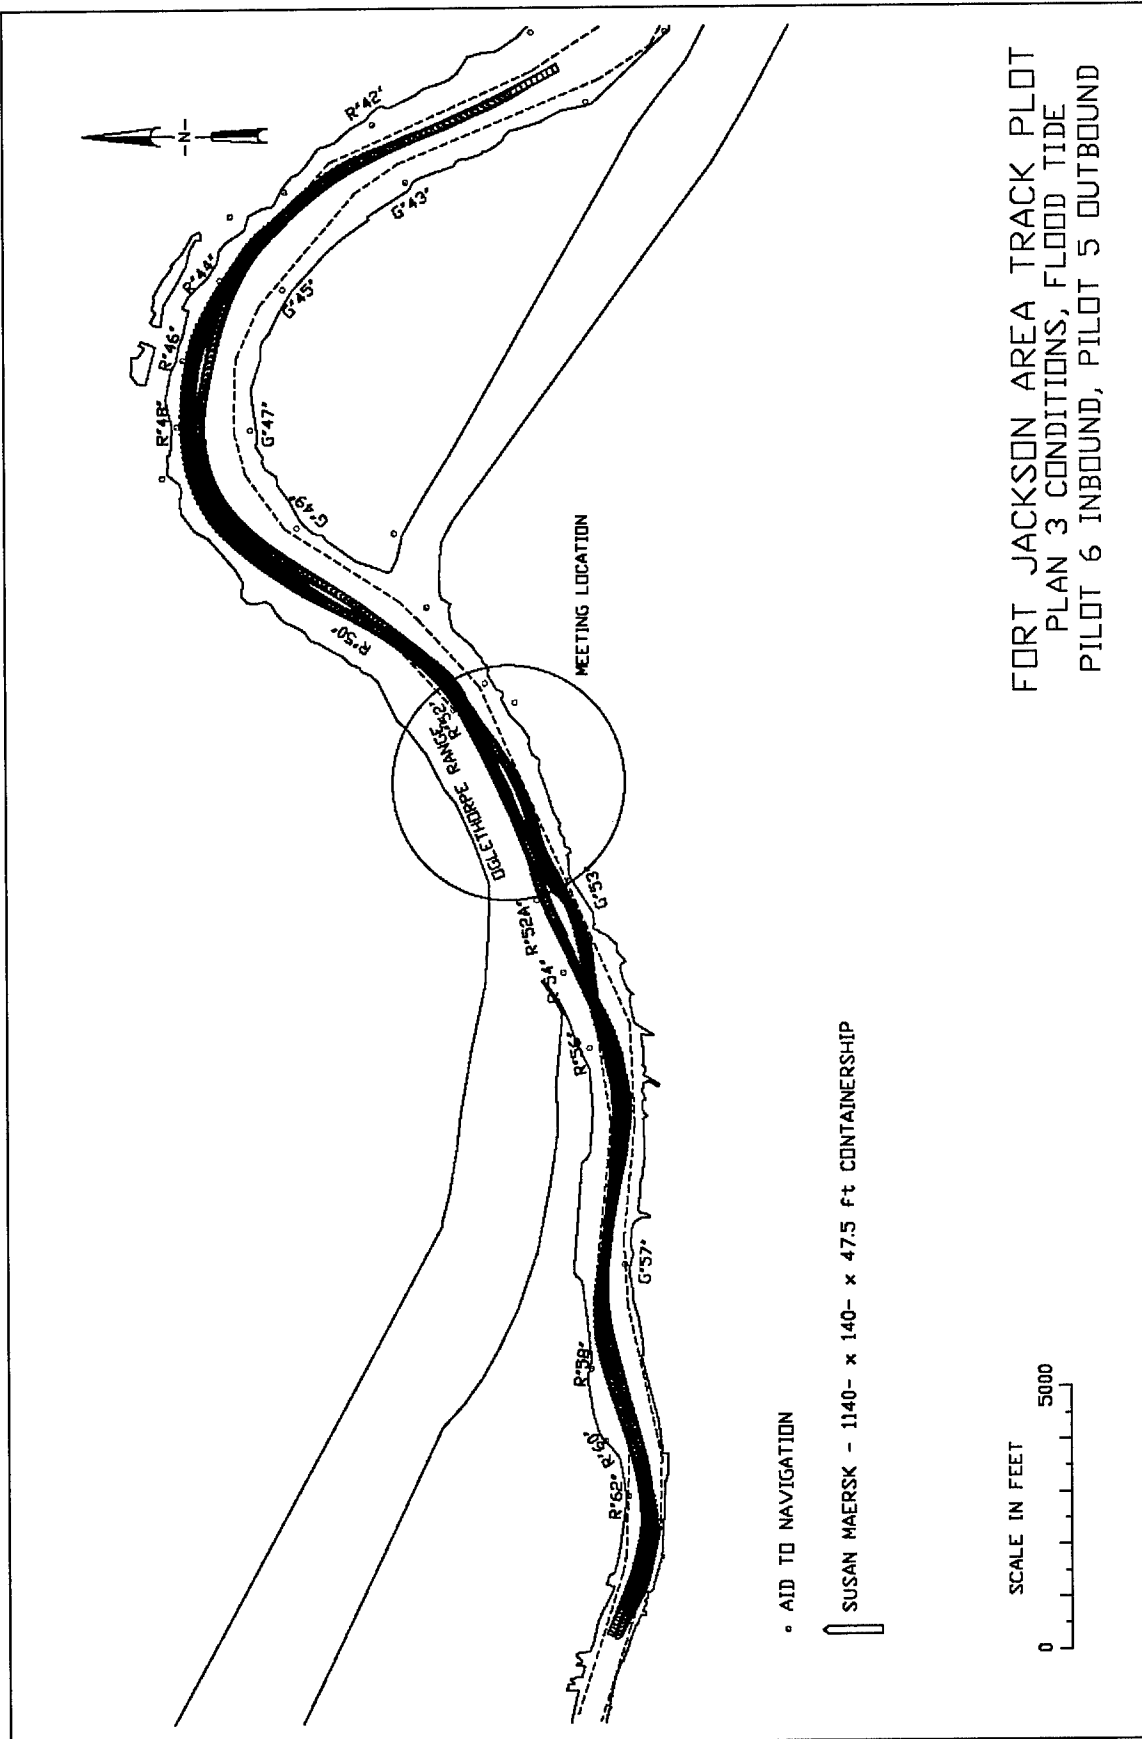 FORT JACKSON AREA TRACK PLOT
PLAN 3 CONDITIONS, FLOOD TIDE
PILOT 6 INBOUND, PILOT 5 OUTBOUND
-N-
R"42"
G"43"
R"44"
G"45"
R"46"
G"47"
R"48"
G"49"
R"50"
R"52"
OGLETHORPE RANGE
MEETING LOCATION
R"52A"
G"53"
R"54"
R"56"
G"57"
R"58"
R"60"
R"62"
AID TO NAVIGATION
SUSAN MAERSK - 1140- x 140- x 47.5 ft CONTAINERSHIP
SCALE IN FEET
0 5000